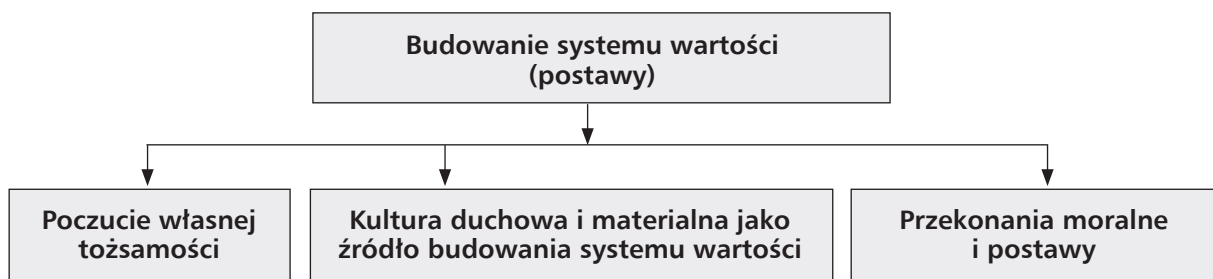 Budowanie systemu wartości
(postawy)
Poczucie własnej
tożsamości
Kultura duchowa i materialna jako
źródło budowania systemu wartości
Przekonania moralne
i postawy